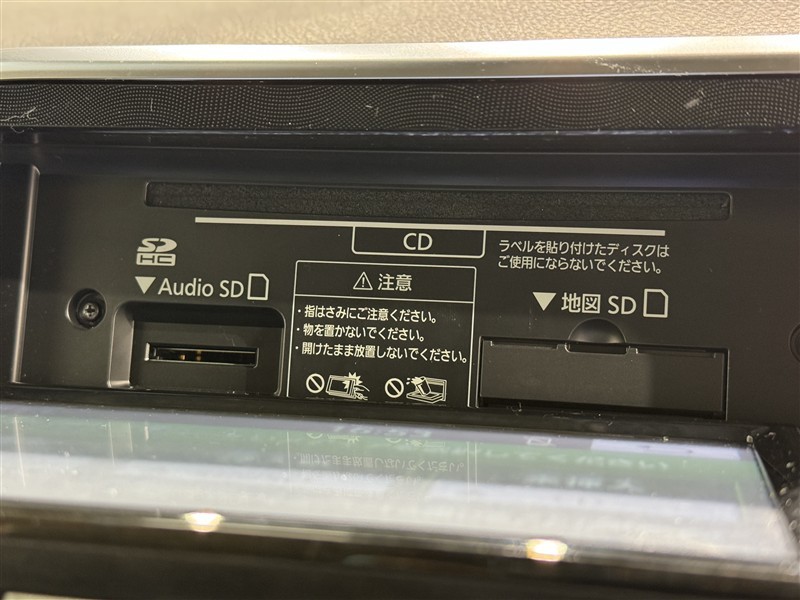 CD
ラベルを貼り付けたディスクは
ご使用にならないでください。
SD
HC
▼Audio SD
⚠注意
・指はさみにご注意ください。
・物を置かないでください。
・開けたまま放置しないでください。
▼地図 SD